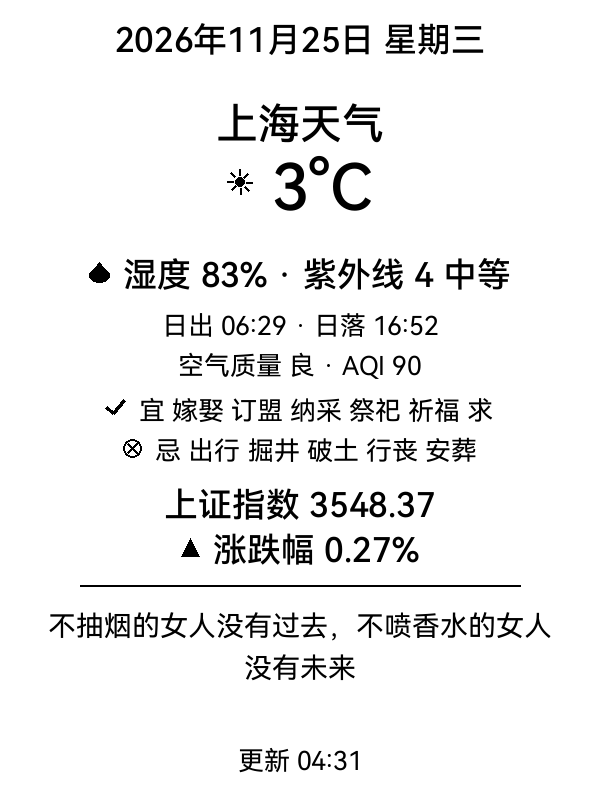 2026年11月25日 星期三
上海天气
3°C
湿度 83% · 紫外线 4 中等
日出 06:29 · 日落 16:52
空气质量 良 · AQI 90
宜 嫁娶 订盟 纳采 祭祀 祈福 求
忌 出行 掘井 破土 行丧 安葬
上证指数 3548.37
▲ 涨跌幅 0.27%
不抽烟的女人没有过去，不喷香水的女人
没有未来
更新 04:31